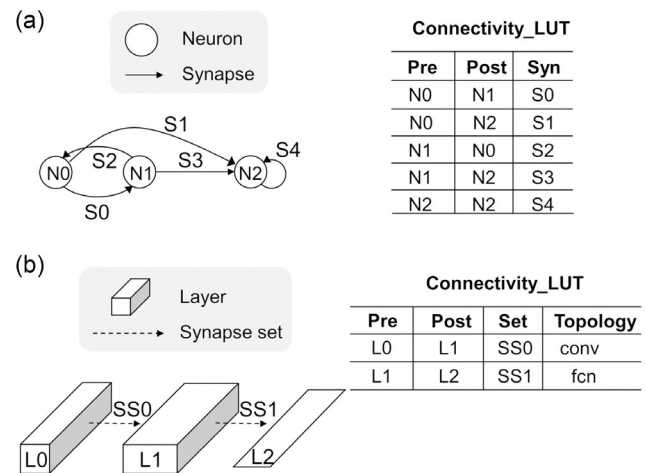 (a)
Neuron
Synapse
S1
S2
S3
S4
N0
N1
N2
S0
Connectivity_LUT
Pre Post Syn
N0 N1 S0
N0 N2 S1
N1 N0 S2
N1 N2 S3
N2 N2 S4
(b)
Layer
Synapse set
SS0
SS1
L0
L1
L2
Connectivity_LUT
Pre Post Set Topology
L0 L1 SS0 conv
L1 L2 SS1 fcn